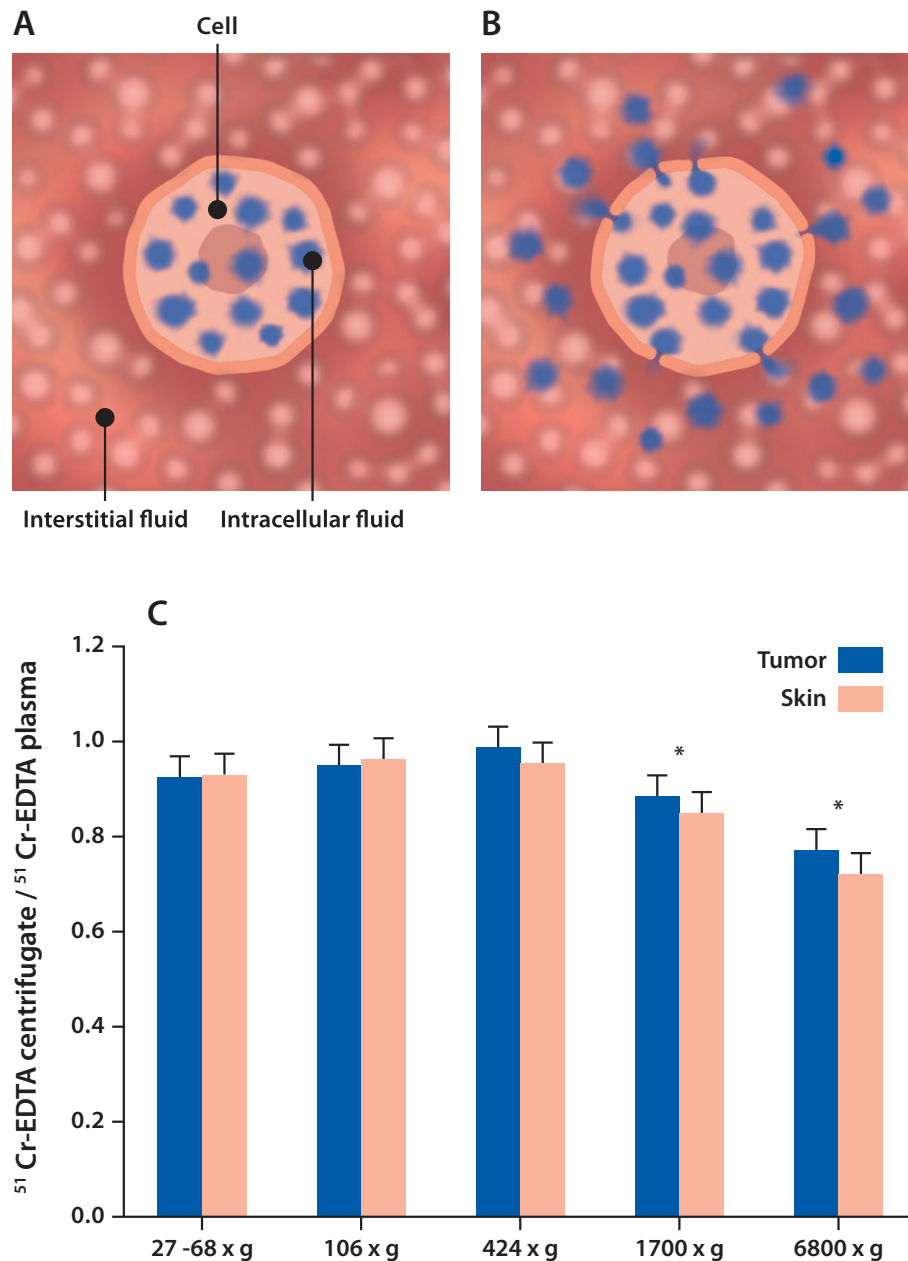 A
B
Cell
Interstitial fluid
Intracellular fluid
C
Tumor
Skin
51 Cr-EDTA centrifugate / 51 Cr-EDTA plasma
1.2
1.0
0.8
0.6
0.4
0.2
0.0
*
*
27 -68 x g
106 x g
424 x g
1700 x g
6800 x g